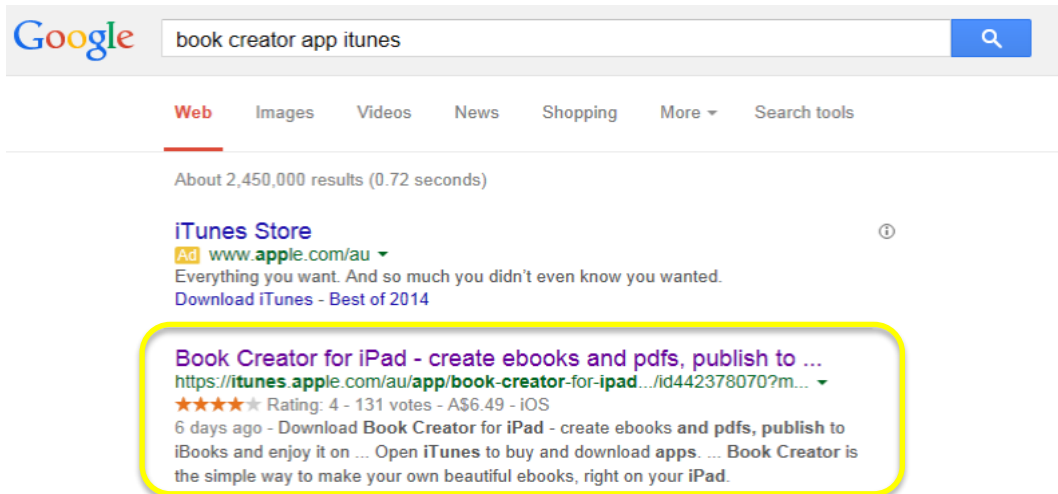 Google book creator app itunes
Web Images Videos News Shopping More Search tools
About 2,450,000 results (0.72 seconds)
iTunes Store
Ad www.apple.com/au
Everything you want. And so much you didn't even know you wanted.
Download iTunes - Best of 2014
Book Creator for iPad - create ebooks and pdfs, publish to ...
https://itunes.apple.com/au/app/book-creator-for-ipad.../id442378070?m...
Rating: 4 - 131 votes - A$6.49 - iOS
6 days ago - Download Book Creator for iPad - create ebooks and pdfs, publish to
iBooks and enjoy it on ... Open iTunes to buy and download apps. ... Book Creator is
the simple way to make your own beautiful ebooks, right on your iPad.